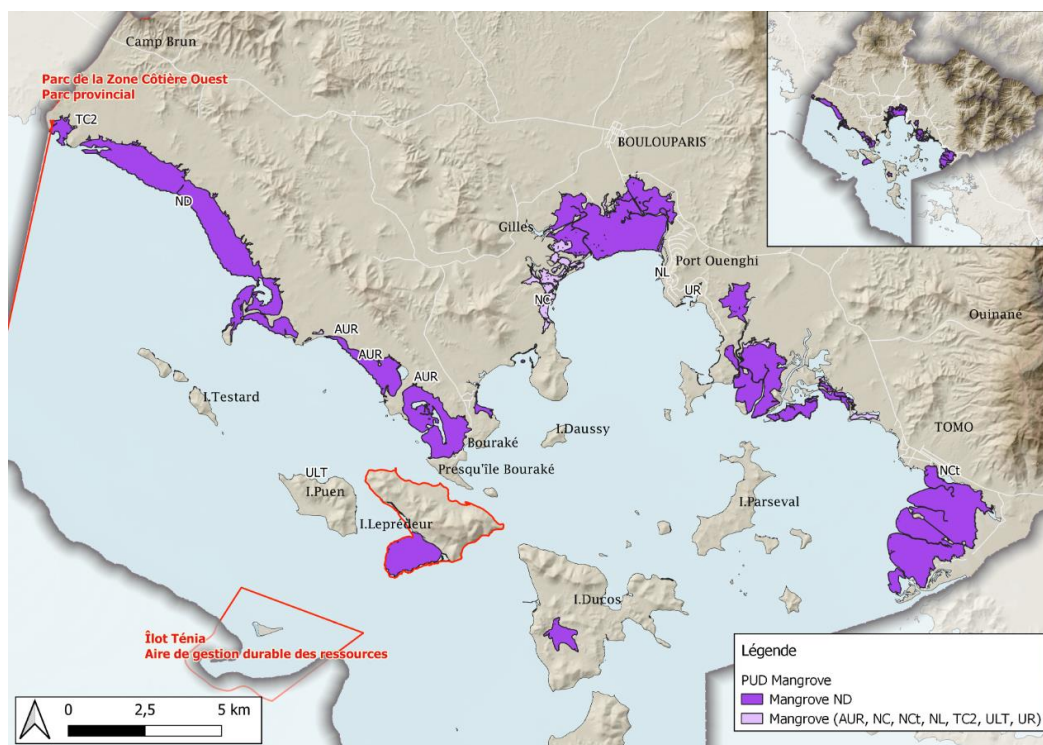 Camp Brun
Parc de la Zone Côtière Ouest
Parc provincial
TC2
BOULOUPARIS
ND
Gilles
Port Ouenghi
NL
UR
NC
Ouinané
AUR
AUR
AUR
I.Testard
I.Daussy
TOMO
Bouraké
Presqu'île Bouraké
NCt
ULT
I.Puen
I.Parseval
I.Leprédeur
I.Ducos
Îlot Ténia
Aire de gestion durable des ressources
Légende
PUD Mangrove
Mangrove ND
Mangrove (AUR, NC, NCt, NL, TC2, ULT, UR)
0 2,5 5 km